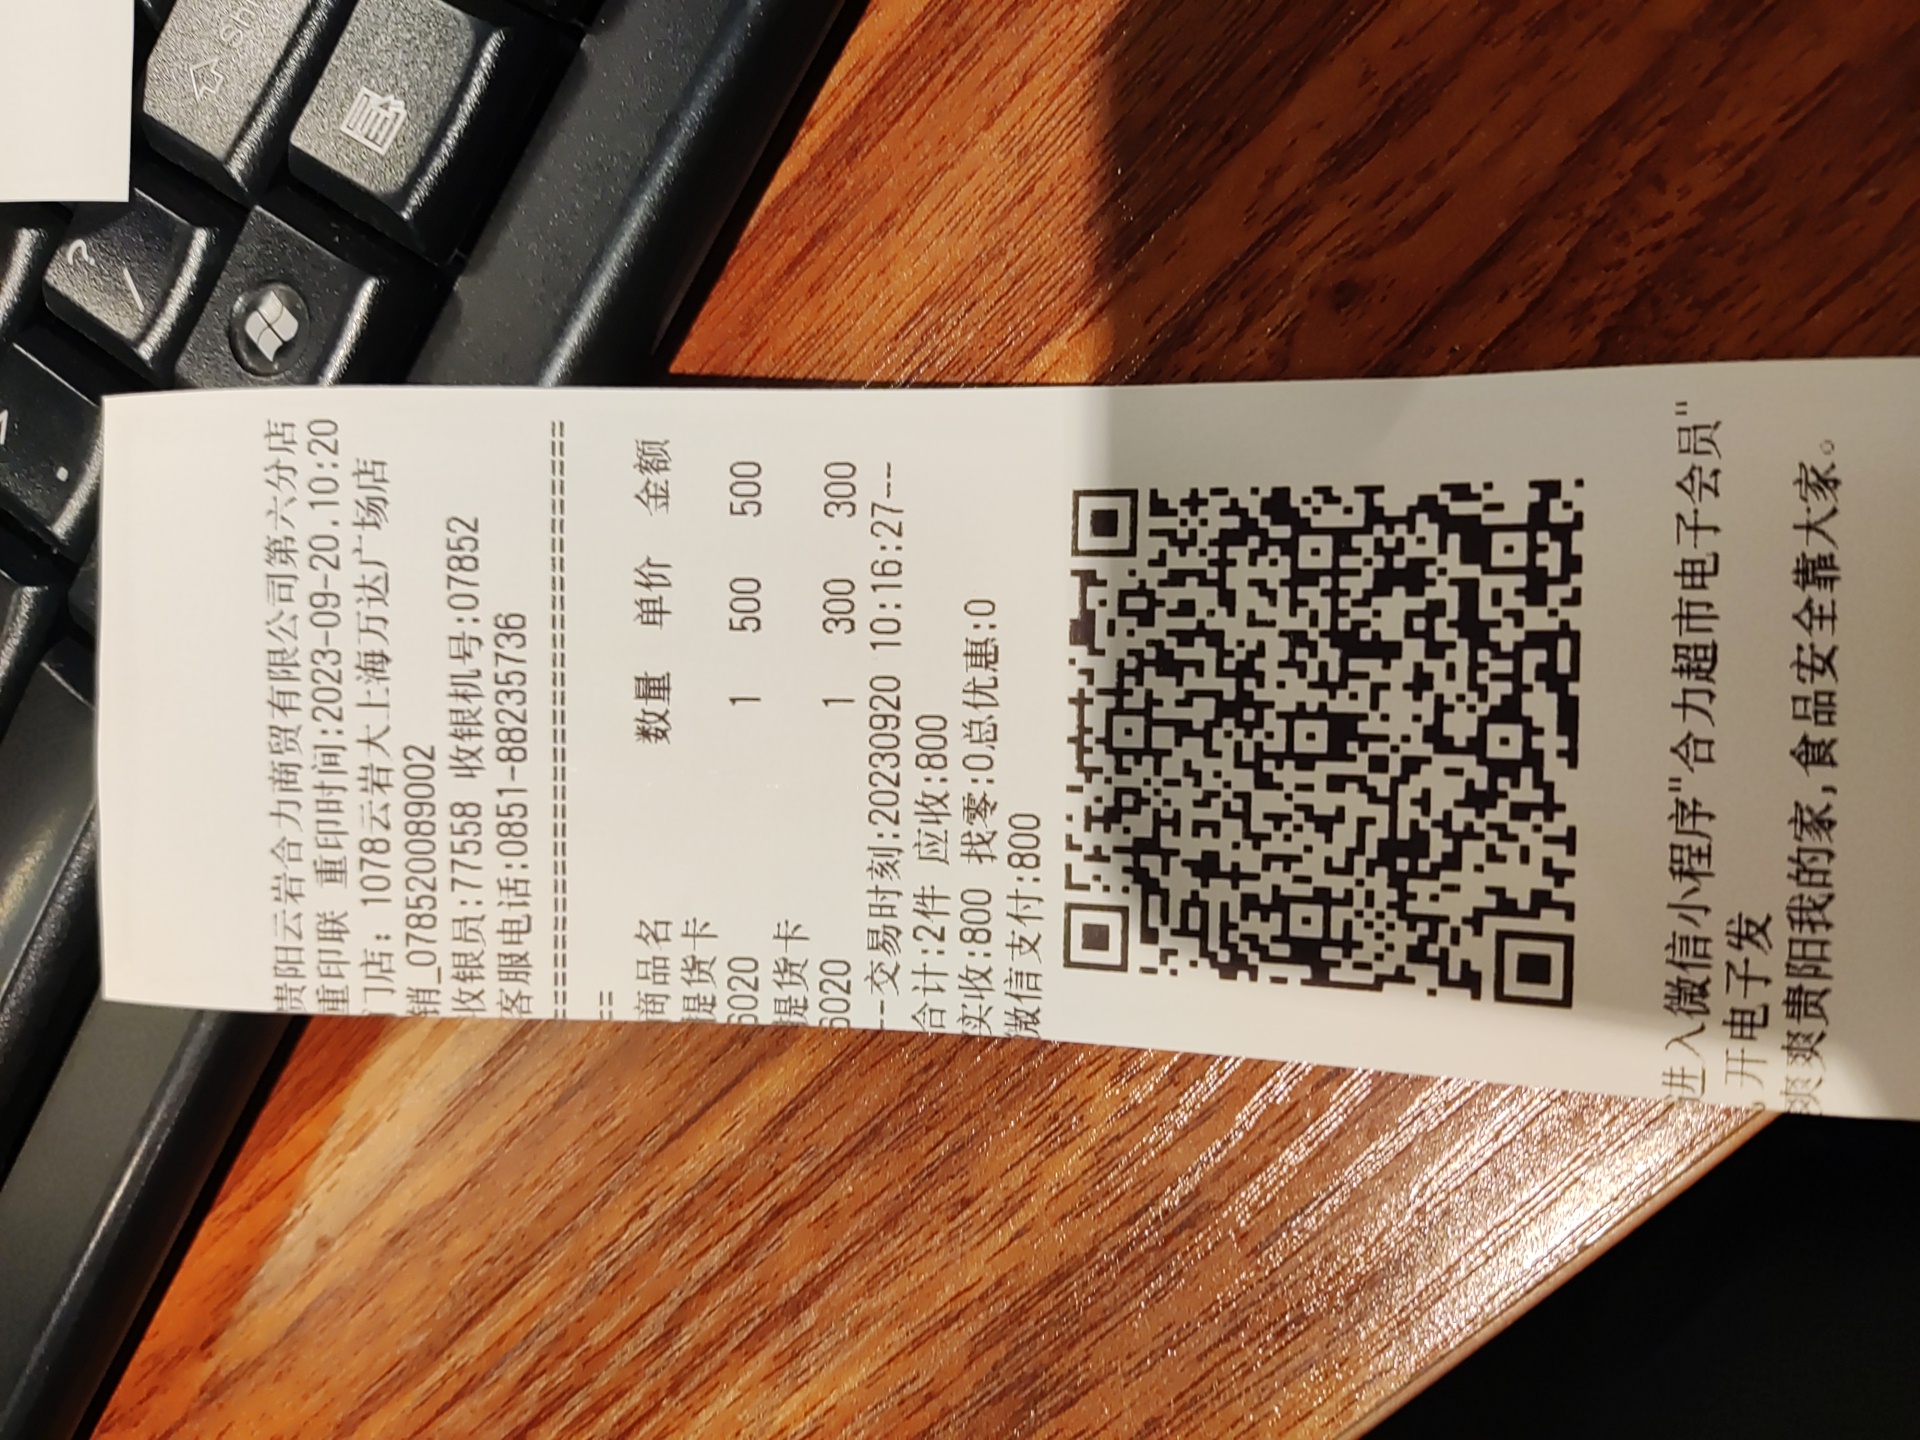 贵阳云岩合力商贸有限公司第六分店
重印联 重印时间:2023-09-20.10:20
门店: 1078云岩大上海万达广场店
销_078520089002
收银员:77558 收银机号:07852
客服电话:0851-88235736
======================================
==
商品名 数量 单价 金额
提货卡
6020 1 500 500
提货卡
6020 1 300 300
---交易时刻:20230920 10:16:27---
合计:2件 应收:800
实收:800 找零:0总优惠:0
微信支付:800
进入微信小程序"合力超市电子会员"
开电子发
爽爽贵阳我的家,食品安全靠大家。
Shift
?
/